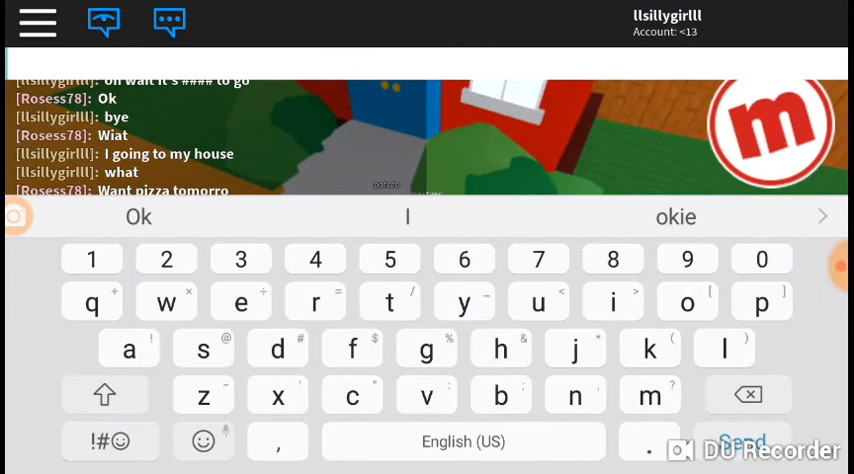 llsillygirlll
Account: <13
[llsillygirlll]: oh wait it's #### to go
[Rosess78]: Ok
[llsillygirlll]: bye
[Rosess78]: Wiat
[llsillygirlll]: I going to my house
[llsillygirlll]: what
[Rosess78]: Want pizza tomorro
m
Ok I okie
1 2 3 4 5 6 7 8 9 0
q + w × e ÷ r = t / y _ u < i > o [ p ]
a ! s @ d # f $ g % h & j * k ( l )
z - x ' c " v : b ; n , m ?
!#☺ , English (US) . Send
DU Recorder